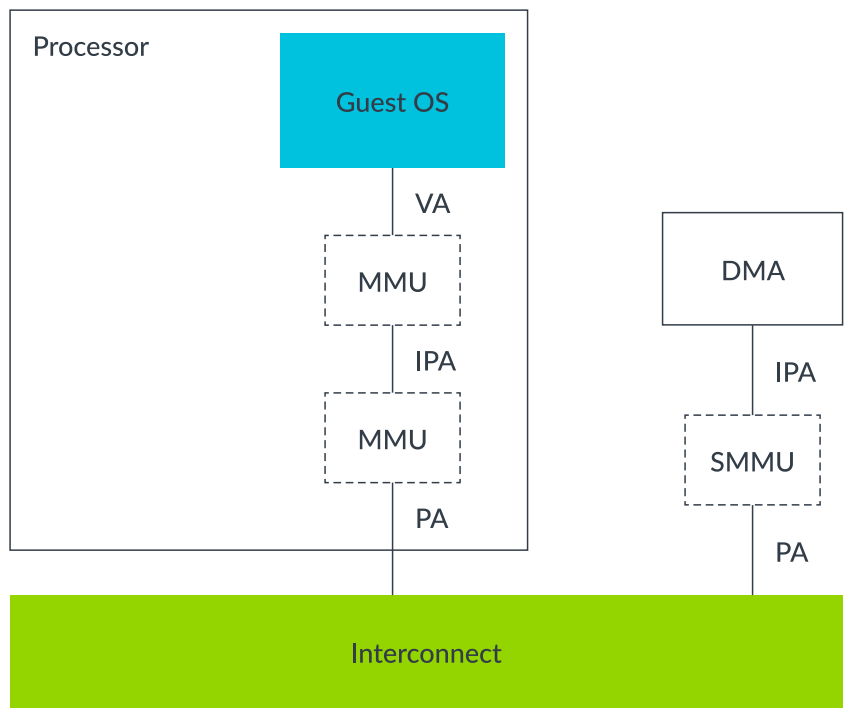 Processor
Guest OS
VA
MMU
IPA
MMU
PA
DMA
IPA
SMMU
PA
Interconnect